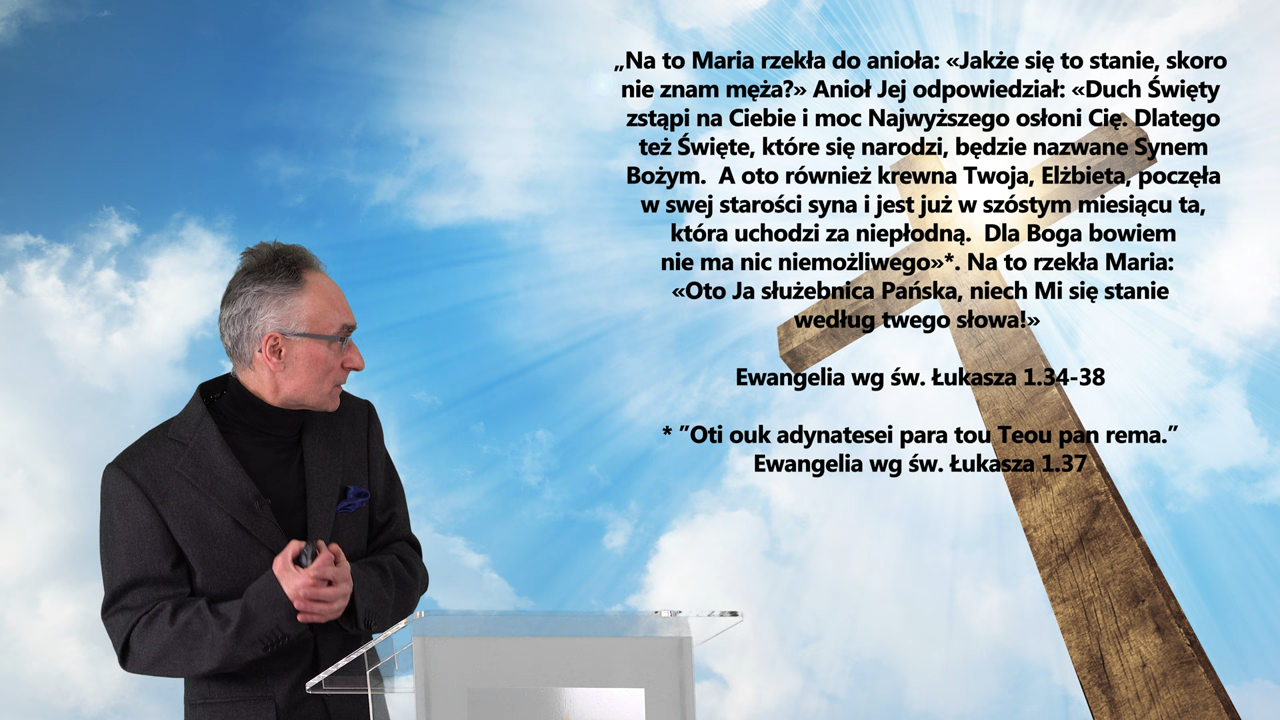 „Na to Maria rzekła do anioła: «Jakże się to stanie, skoro
nie znam męża?» Anioł Jej odpowiedział: «Duch Święty
zstąpi na Ciebie i moc Najwyższego osłoni Cię. Dlatego
też Święte, które się narodzi, będzie nazwane Synem
Bożym.  A oto również krewna Twoja, Elżbieta, poczęła
w swej starości syna i jest już w szóstym miesiącu ta,
która uchodzi za niepłodną.  Dla Boga bowiem
nie ma nic niemożliwego»*. Na to rzekła Maria:
«Oto Ja służebnica Pańska, niech Mi się stanie
według twego słowa!»
Ewangelia wg św. Łukasza 1.34-38
* ”Oti ouk adynatesei para tou Teou pan rema.”
Ewangelia wg św. Łukasza 1.37